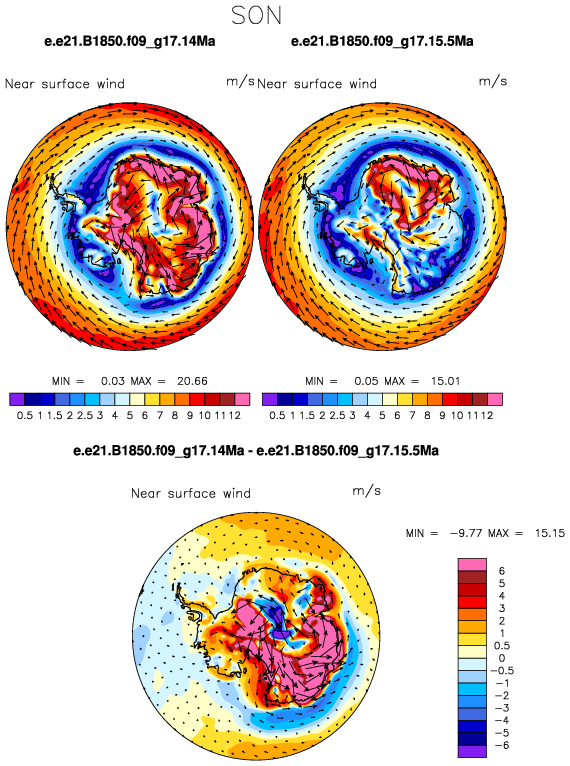 SON
e.e21.B1850.f09_g17.14Ma e.e21.B1850.f09_g17.15.5Ma
Near surface wind m/s Near surface wind m/s
MIN = 0.03 MAX = 20.66 MIN = 0.05 MAX = 15.01
0.5 1 1.5 2 2.5 3 4 5 6 7 8 9 10 11 12 0.5 1 1.5 2 2.5 3 4 5 6 7 8 9 10 11 12
e.e21.B1850.f09_g17.14Ma - e.e21.B1850.f09_g17.15.5Ma
Near surface wind m/s
MIN = -9.77 MAX = 15.15
6
5
4
3
2
1
0.5
0
-0.5
-1
-2
-3
-4
-5
-6